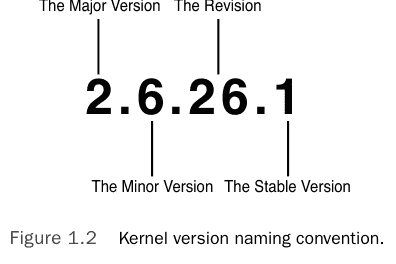 The Major Version The Revision
2.6.26.1
The Minor Version The Stable Version
Figure 1.2 Kernel version naming convention.